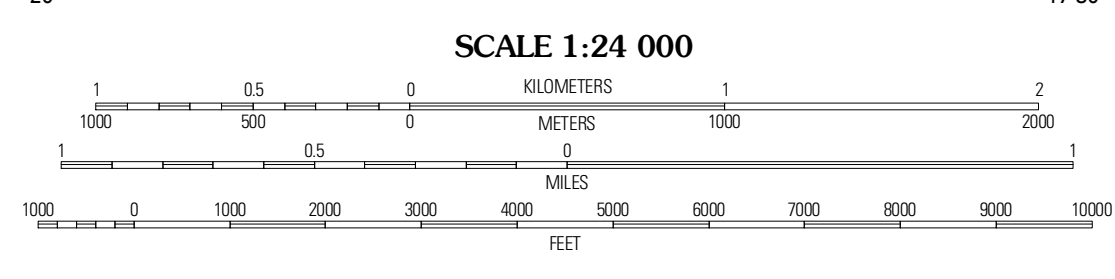 SCALE 1:24 000
1 0.5 0 KILOMETERS 1 2
1000 500 0 METERS 1000 2000
1 0.5 0 1
MILES
1000 0 1000 2000 3000 4000 5000 6000 7000 8000 9000 10000
FEET